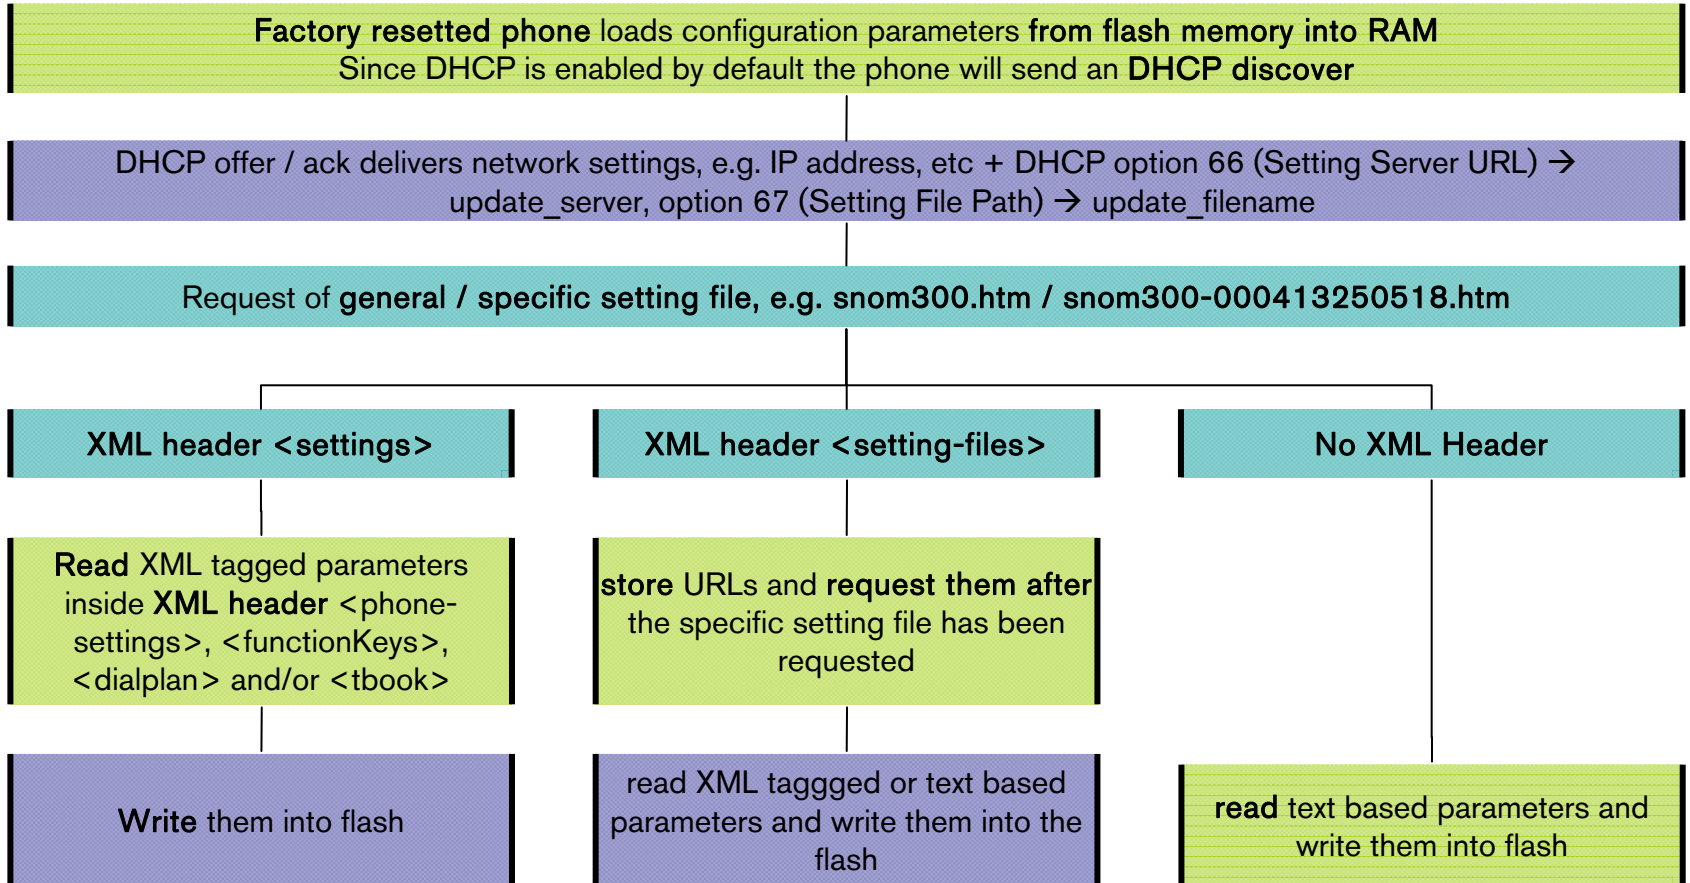 Factory resetted phone loads configuration parameters from flash memory into RAM
Since DHCP is enabled by default the phone will send an DHCP discover
DHCP offer / ack delivers network settings, e.g. IP address, etc + DHCP option 66 (Setting Server URL) →
update_server, option 67 (Setting File Path) → update_filename
Request of general / specific setting file, e.g. snom300.htm / snom300-000413250518.htm
XML header <settings>
XML header <setting-files>
No XML Header
Read XML tagged parameters
inside XML header <phone-
settings>, <functionKeys>,
<dialplan> and/or <tbook>
store URLs and request them after
the specific setting file has been
requested
Write them into flash
read XML taggged or text based
parameters and write them into the
flash
read text based parameters and
write them into flash